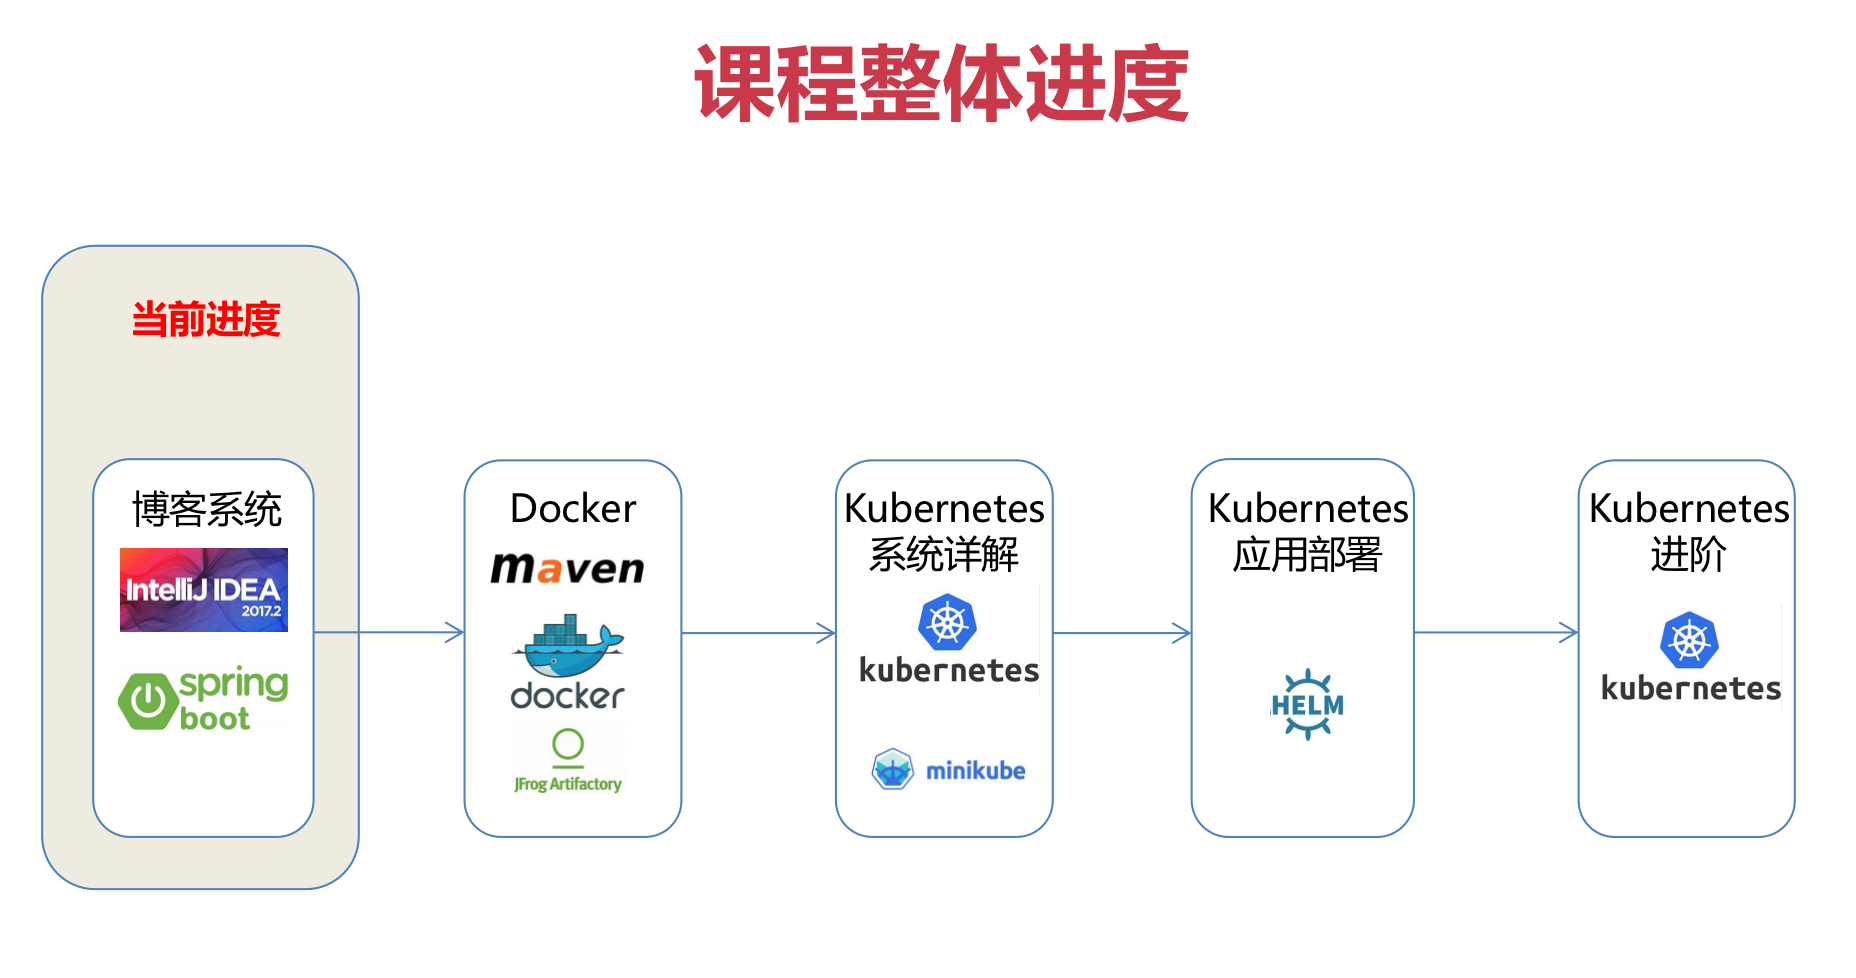 课程整体进度
当前进度
博客系统
IntelliJ IDEA
2017.2
spring
boot
Docker
maven
docker
JFrog Artifactory
Kubernetes
系统详解
kubernetes
minikube
Kubernetes
应用部署
HELM
Kubernetes
进阶
kubernetes